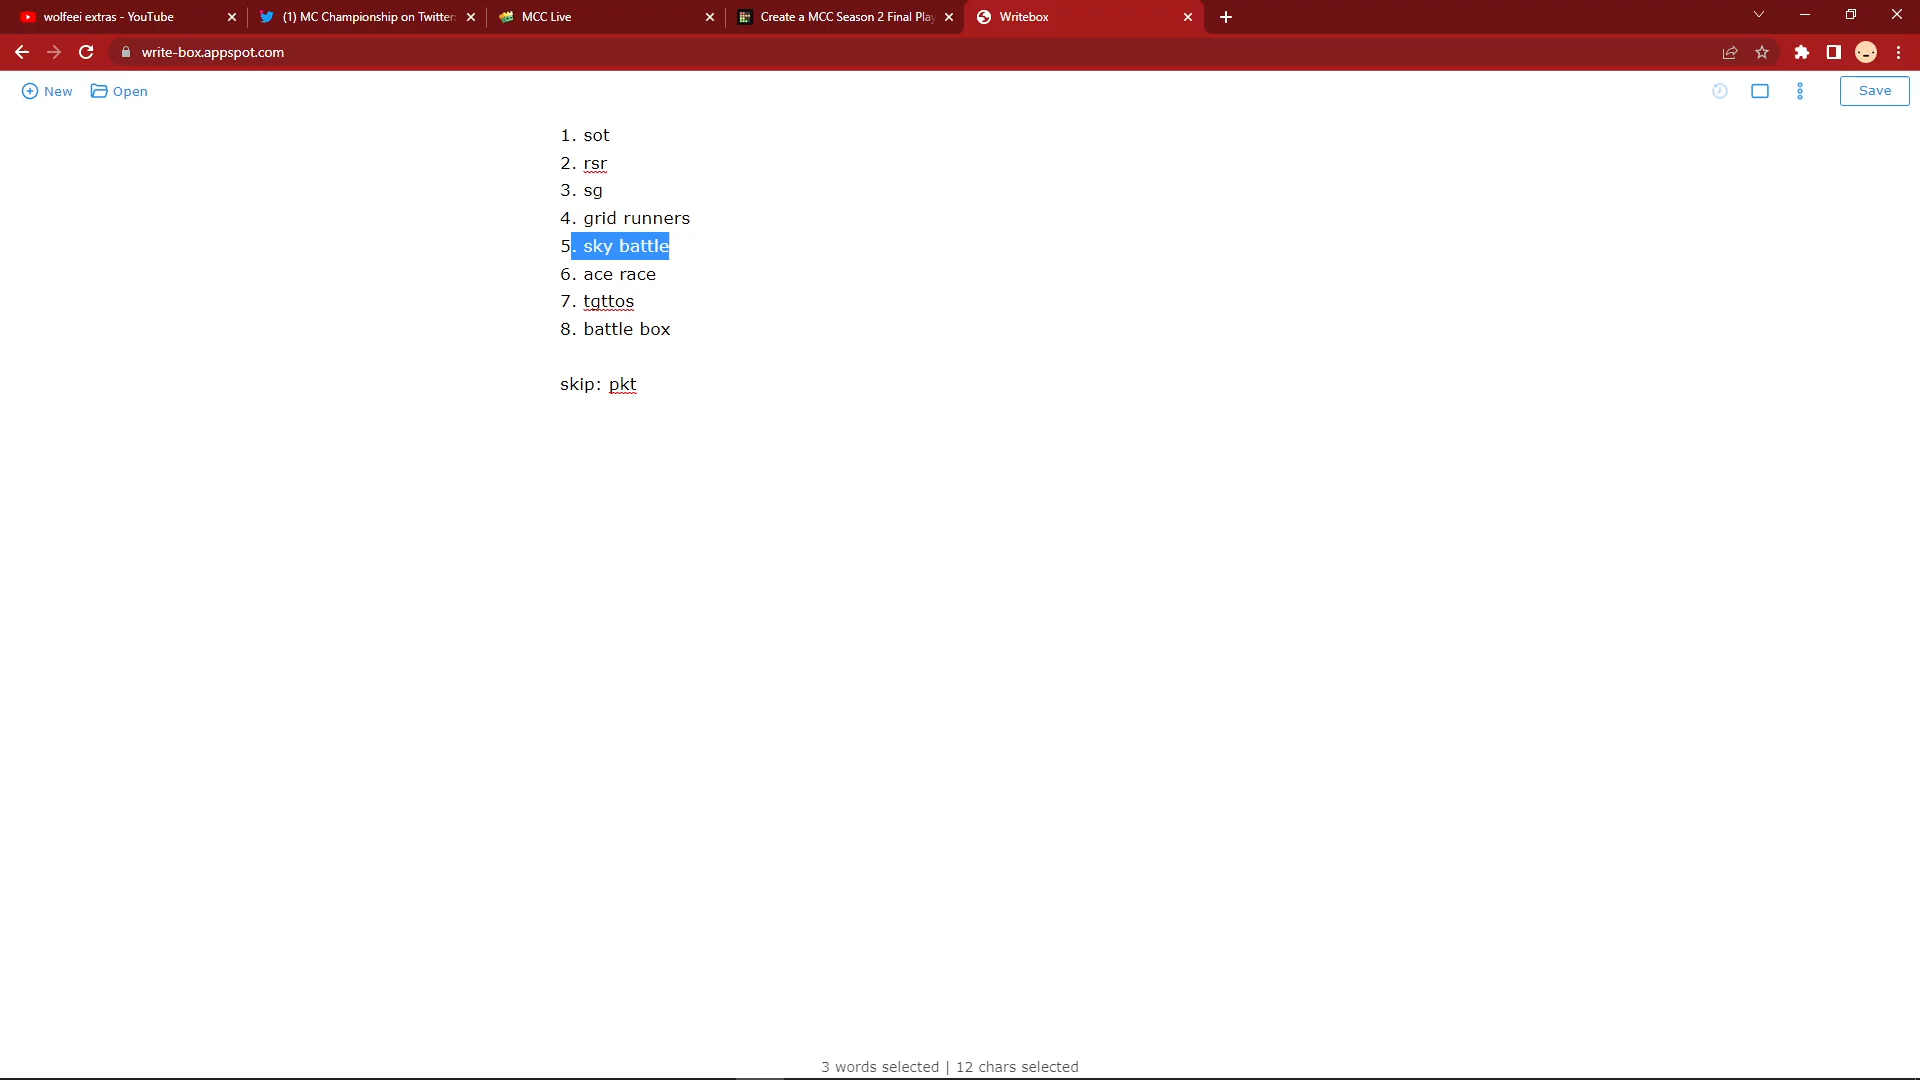 wolfeei extras - YouTube
(1) MC Championship on Twitter:
MCC Live
Create a MCC Season 2 Final Play
Writebox
write-box.appspot.com
New
Open
Save
1. sot
2. rsr
3. sg
4. grid runners
5. sky battle
6. ace race
7. tgttos
8. battle box
skip: pkt
3 words selected | 12 chars selected